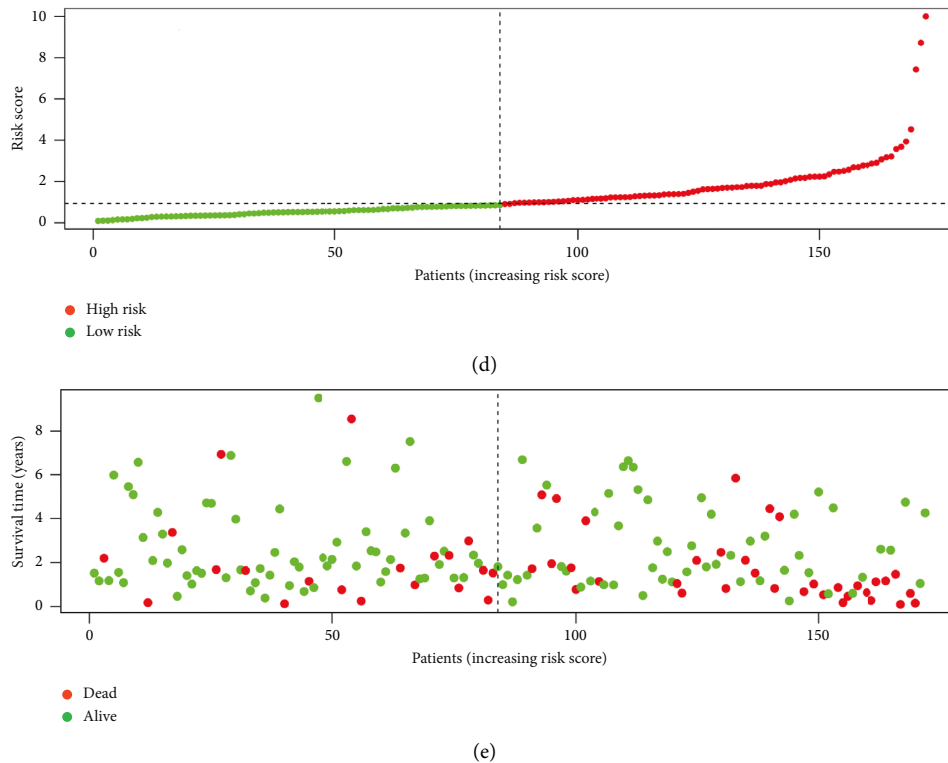 10
8
6
4
2
0
Risk score
0
50
100
150
Patients (increasing risk score)
High risk
Low risk
(d)
8
6
4
2
0
Survival time (years)
0
50
100
150
Patients (increasing risk score)
Dead
Alive
(e)